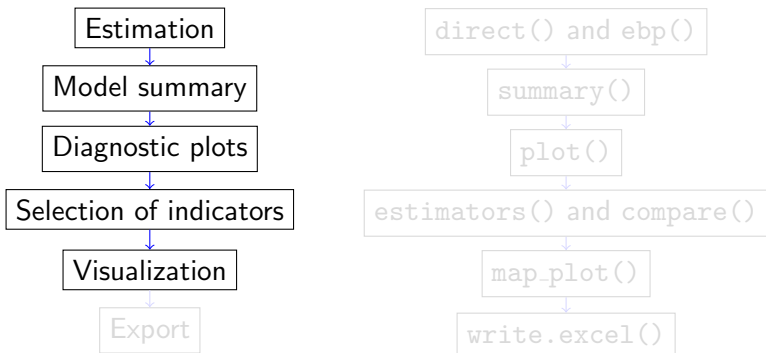 Estimation
Model summary
Diagnostic plots
Selection of indicators
Visualization
Export
direct() and ebp()
summary()
plot()
estimators() and compare()
map_plot()
write.excel()